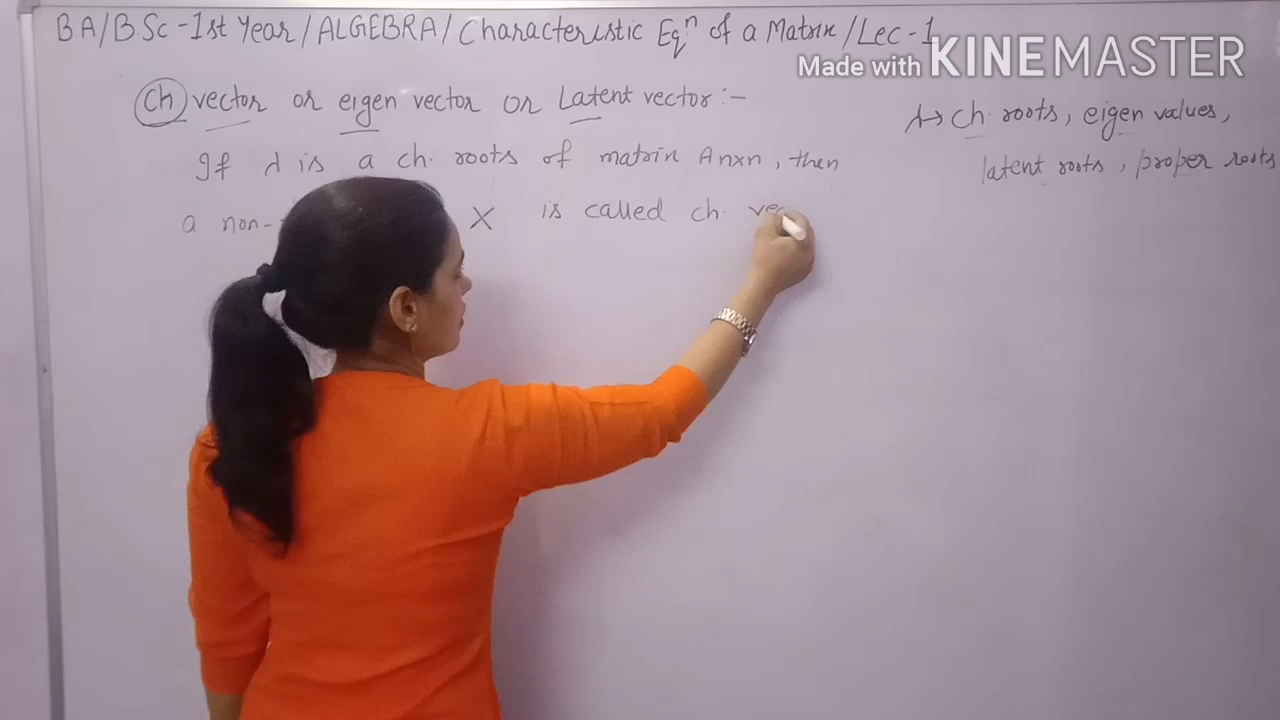 BA/B.Sc-1st Year/ALGEBRA/Characteristic Eqⁿ of a Matrix/Lec-1
Made with KINEMASTER
Ch vector or eigen vector or Latent vector:-
λ→ ch. roots, eigen values,
latent roots, proper roots
If λ is a ch. roots of matrix Anxn, then
a non- X is called ch. vec